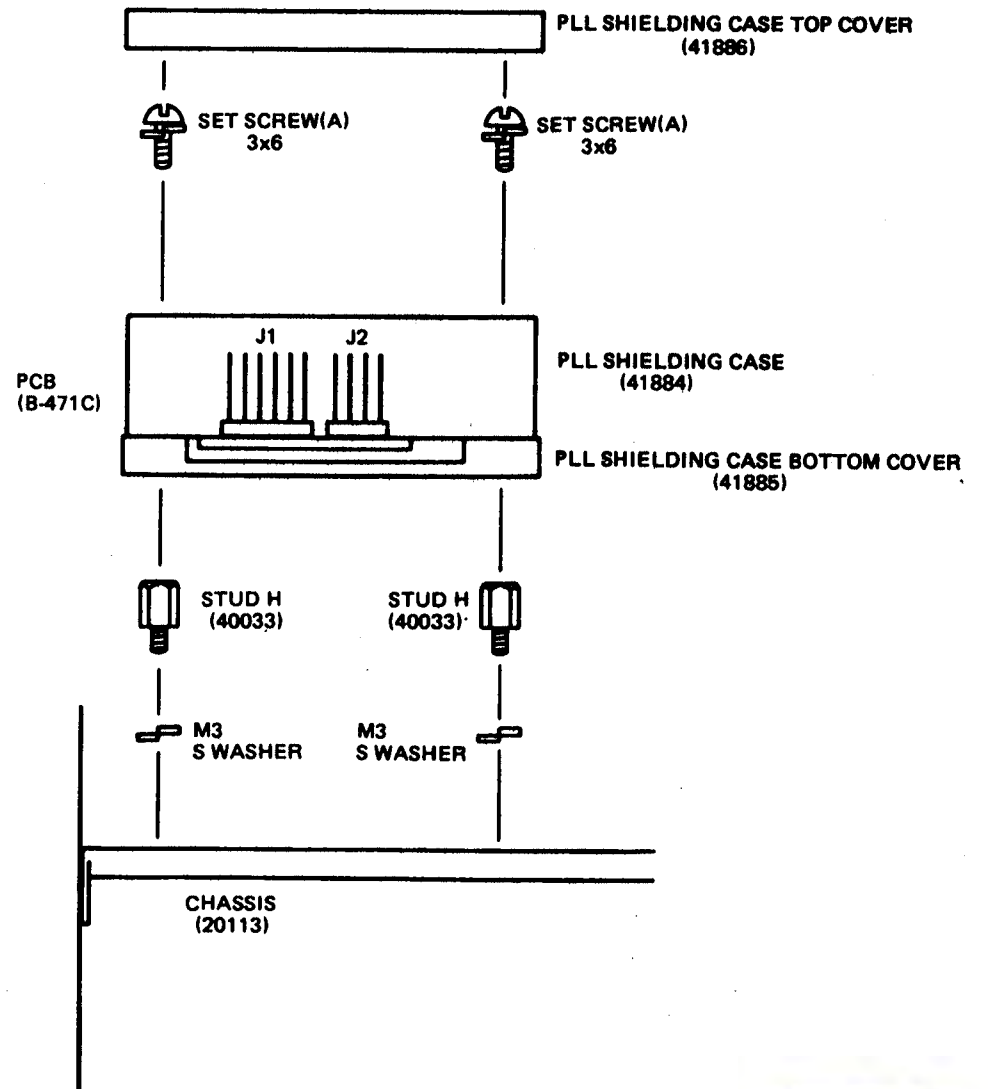 PLL SHIELDING CASE TOP COVER
(41886)
SET SCREW(A)
3x6
SET SCREW(A)
3x6
J1
J2
PCB
(B-471C)
PLL SHIELDING CASE
(41884)
PLL SHIELDING CASE BOTTOM COVER
(41885)
STUD H
(40033)
STUD H
(40033)
M3
S WASHER
M3
S WASHER
CHASSIS
(20113)